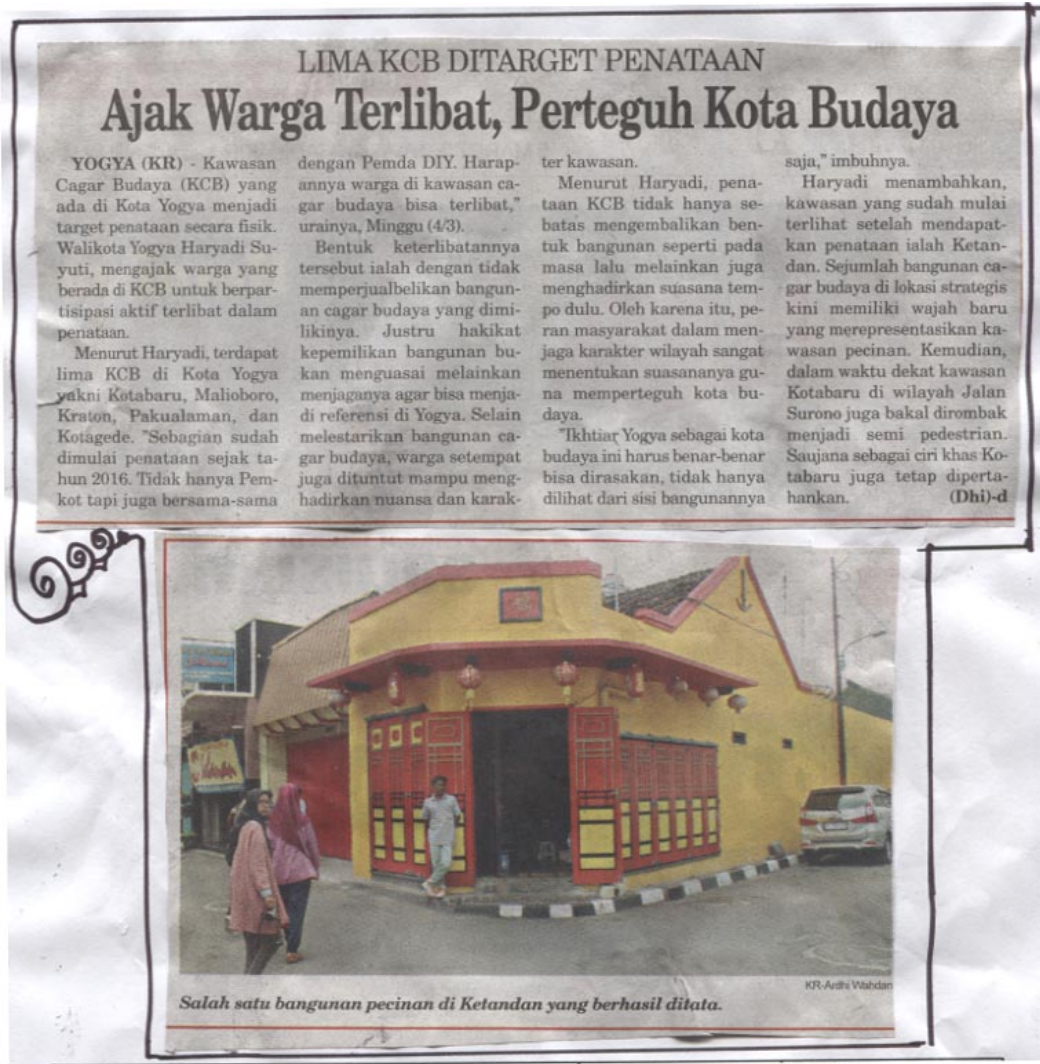 LIMA KCB DITARGET PENATAAN
Ajak Warga Terlibat, Perteguh Kota Budaya
YOGYA (KR) - Kawasan
Cagar Budaya (KCB) yang
ada di Kota Yogya menjadi
target penataan secara fisik.
Walikota Yogya Haryadi Su-
yuti, mengajak warga yang
berada di KCB untuk berpar-
tisipasi aktif terlibat dalam
penataan.
Menurut Haryadi, terdapat
lima KCB di Kota Yogya
yakni Kotabaru, Malioboro,
Kraton, Pakualaman, dan
Kotagede. "Sebagian sudah
dimulai penataan sejak ta-
hun 2016. Tidak hanya Pem-
kot tapi juga bersama-sama
dengan Pemda DIY. Harap-
annya warga di kawasan ca-
gar budaya bisa terlibat,"
urainya, Minggu (4/3).
Bentuk keterlibatannya
tersebut ialah dengan tidak
memperjualbelikan bangun-
an cagar budaya yang dimi-
likinya. Justru hakikat
kepemilikan bangunan bu-
kan menguasai melainkan
menjaganya agar bisa menja-
di referensi di Yogya. Selain
melestarikan bangunan ca-
gar budaya, warga setempat
juga dituntut mampu meng-
hadirkan nuansa dan karak-
ter kawasan.
Menurut Haryadi, pena-
taan KCB tidak hanya se-
batas mengembalikan ben-
tuk bangunan seperti pada
masa lalu melainkan juga
menghadirkan suasana tem-
po dulu. Oleh karena itu, pe-
ran masyarakat dalam men-
jaga karakter wilayah sangat
menentukan suasananya gu-
na memperteguh kota bu-
daya.
"Ikhtiar Yogya sebagai kota
budaya ini harus benar-benar
bisa dirasakan, tidak hanya
dilihat dari sisi bangunannya
saja," imbuhnya.
Haryadi menambahkan,
kawasan yang sudah mulai
terlihat setelah mendapat-
kan penataan ialah Ketan-
dan. Sejumlah bangunan ca-
gar budaya di lokasi strategis
kini memiliki wajah baru
yang merepresentasikan ka-
wasan pecinan. Kemudian,
dalam waktu dekat kawasan
Kotabaru di wilayah Jalan
Surono juga bakal dirombak
menjadi semi pedestrian.
Saujana sebagai ciri khas Ko-
tabaru juga tetap diperta-
hankan. (Dhi)-d
KR-Ardhi Wahdan
Salah satu bangunan pecinan di Ketandan yang berhasil ditata.